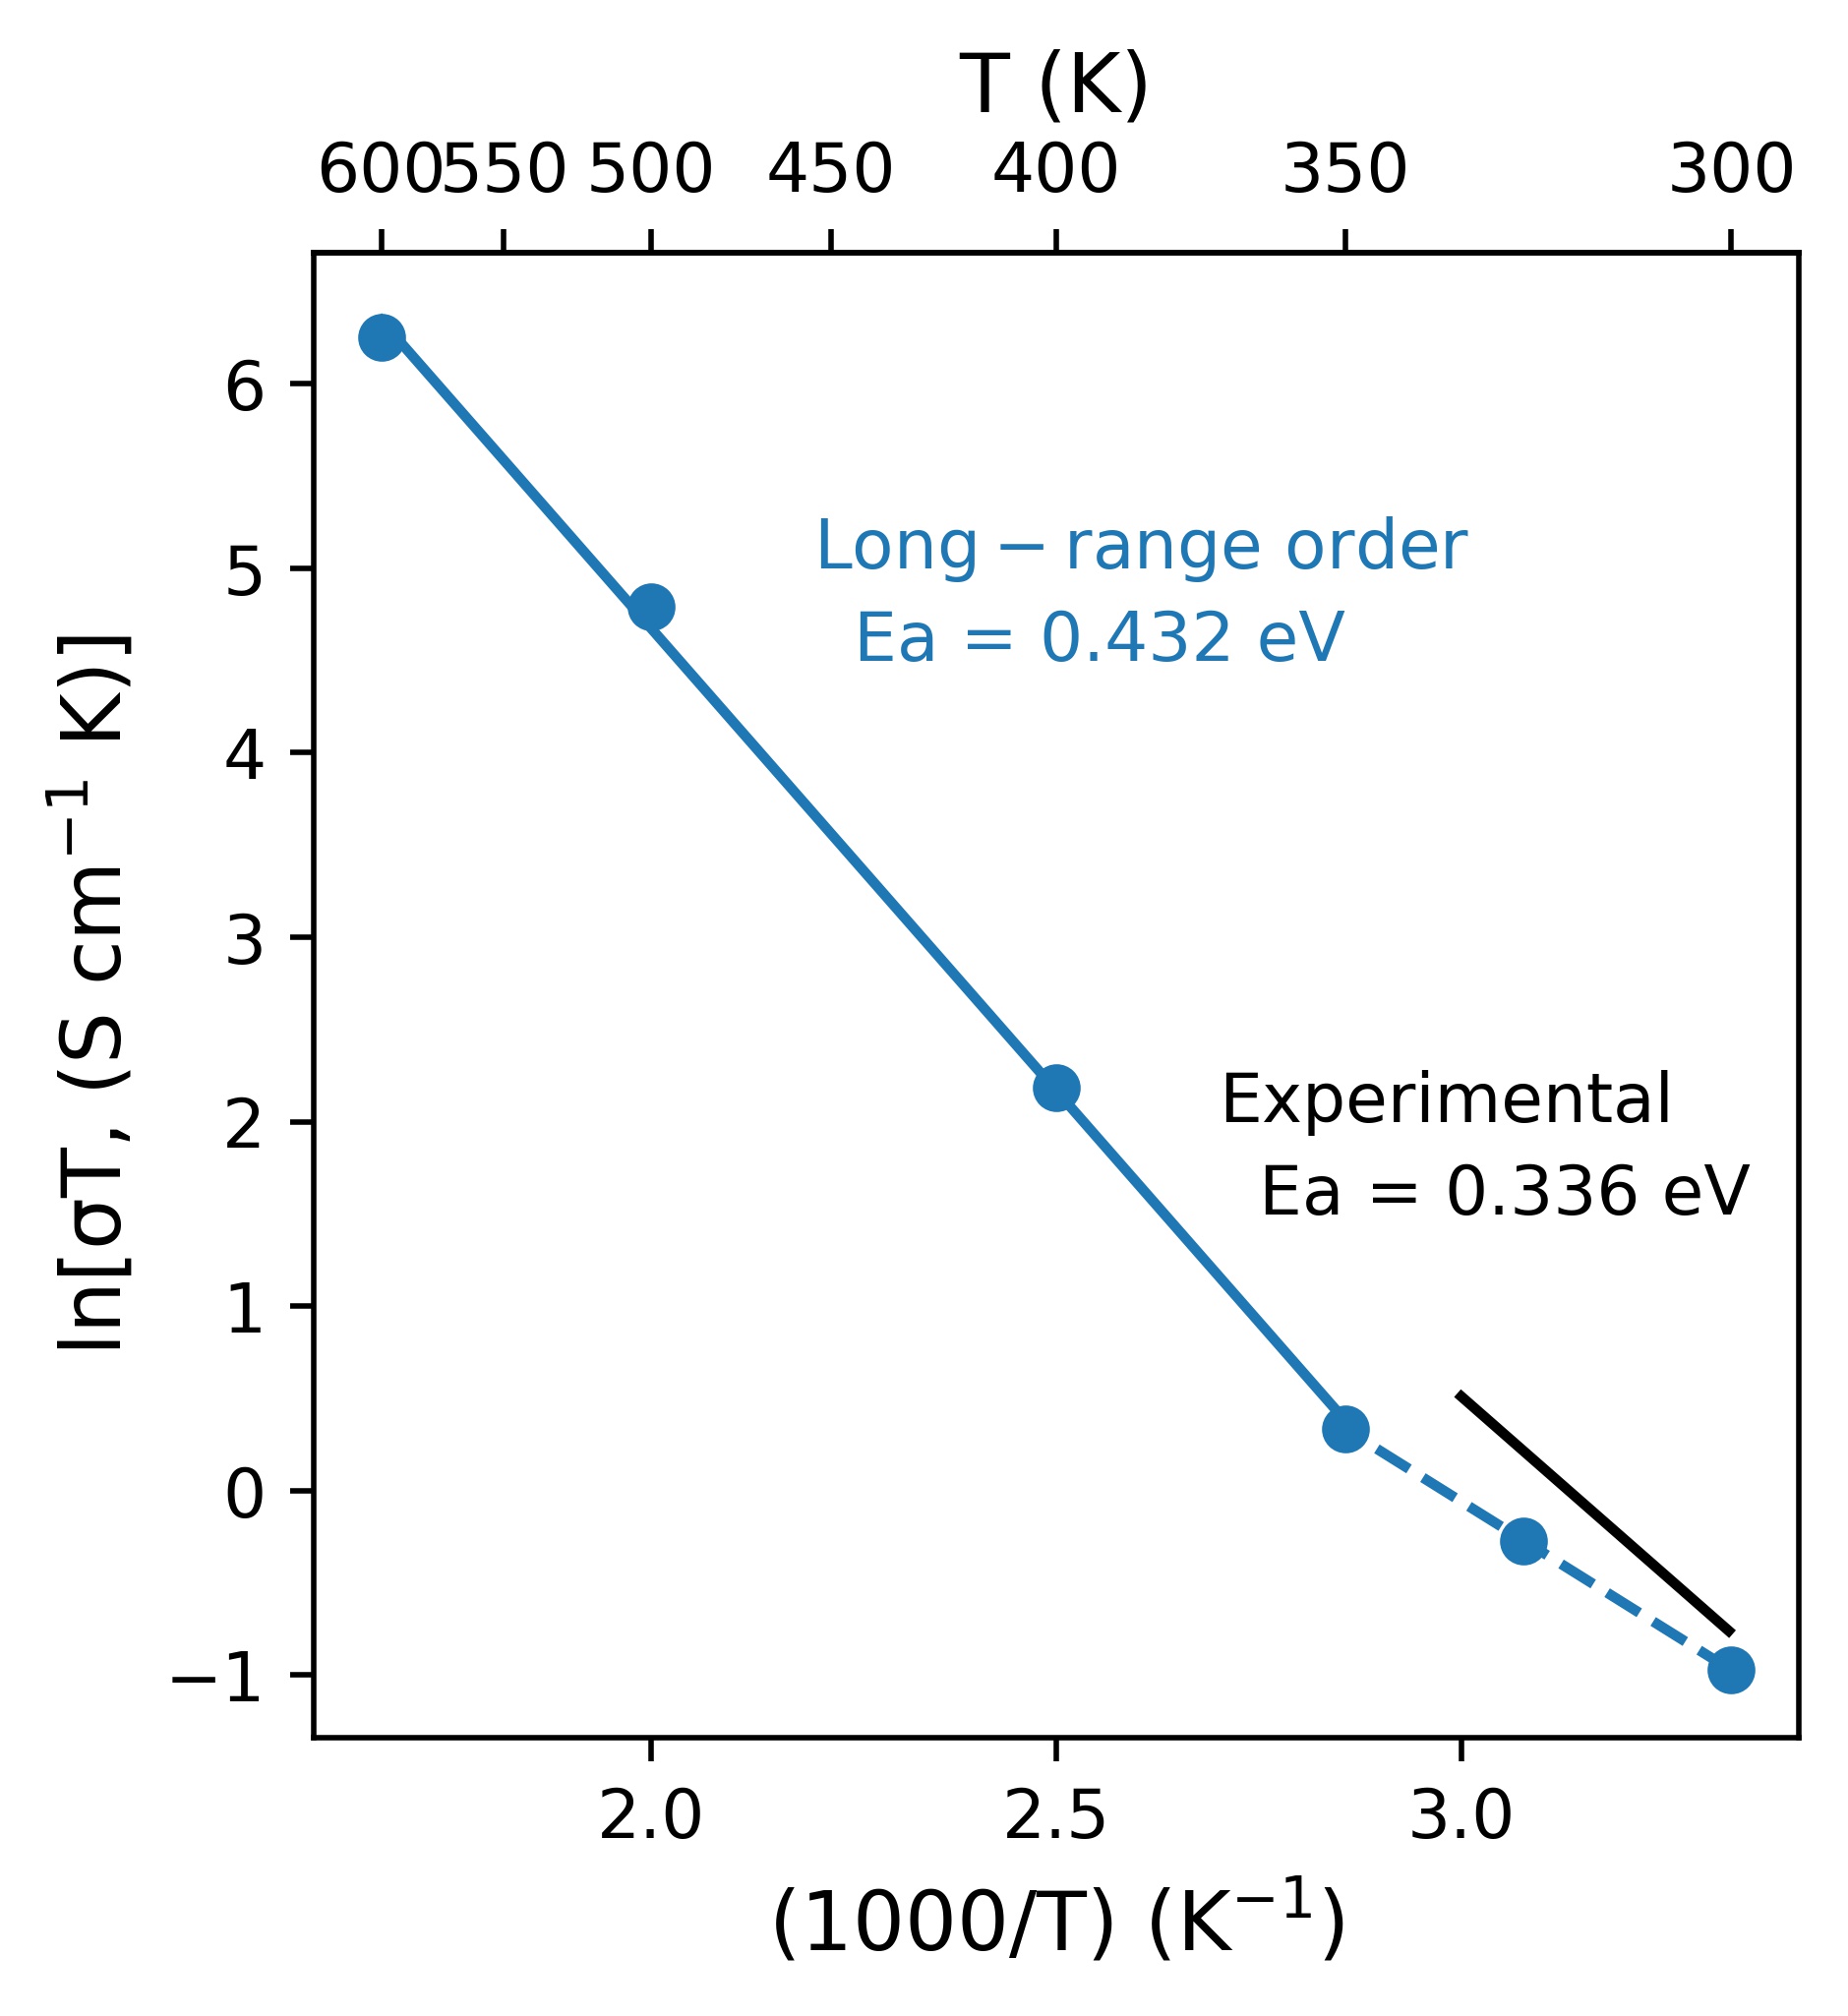 T (K)
600 550 500 450 400 350 300
6
5
4
3
2
1
0
−1
ln[σT, (S cm⁻¹ K)]
Long − range order
Ea = 0.432 eV
Experimental
Ea = 0.336 eV
2.0 2.5 3.0
(1000/T) (K⁻¹)